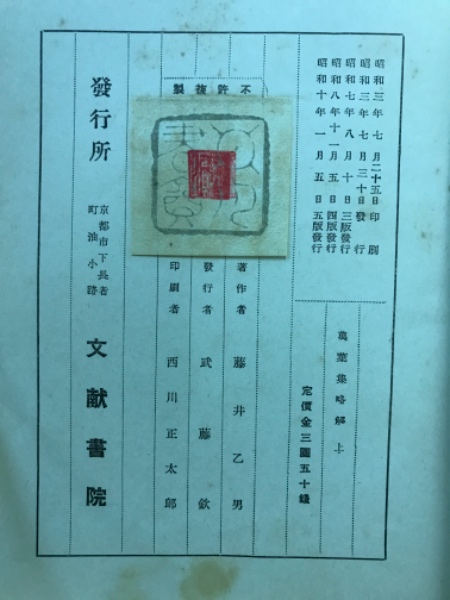 昭和三年七月二十五日印刷
昭和三年七月三十日發行
昭和七年八月十日三版發行
昭和八年十一月五日四版發行
昭和十年一月五日五版發行
萬葉集略解上
定價金三圓五十錢
不許複製
著作者 藤井乙男
發行者 武藤欽
印刷者 西川正太郎
發行所
京都市下長者
町油小路
文献書院